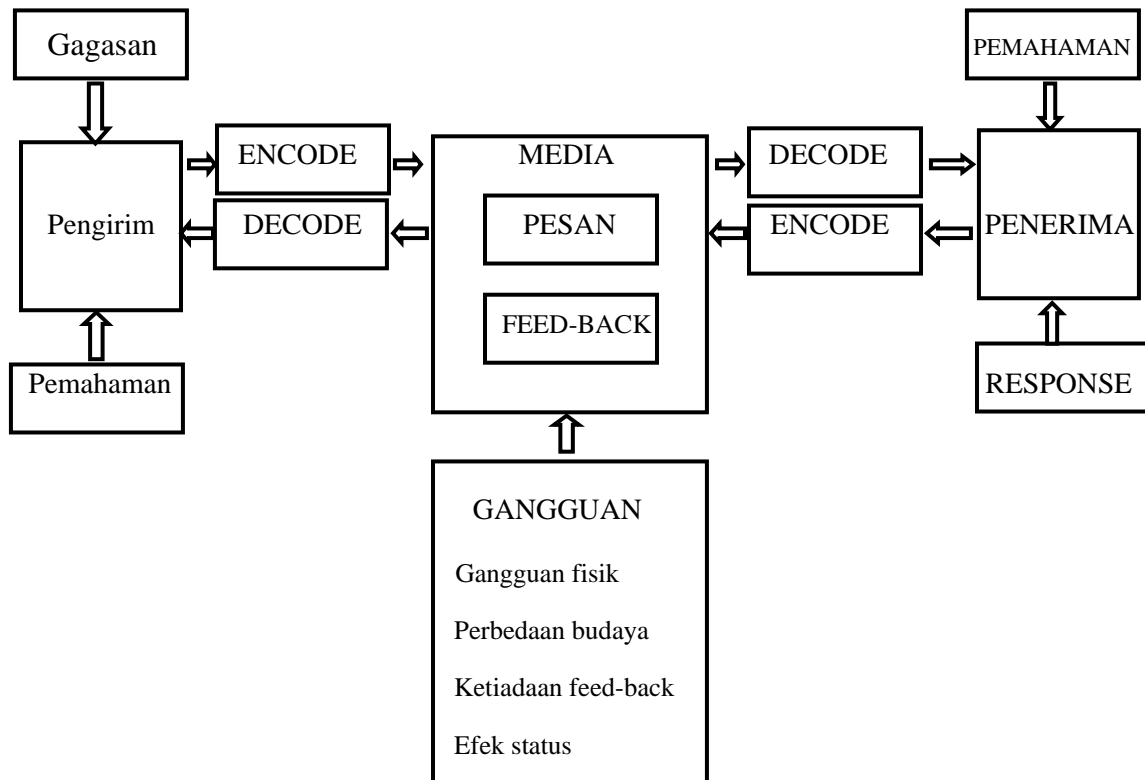 Gagasan
PEMAHAMAN
ENCODE
MEDIA
DECODE
Pengirim
DECODE
PESAN
ENCODE
PENERIMA
FEED-BACK
Pemahaman
RESPONSE
GANGGUAN
Gangguan fisik
Perbedaan budaya
Ketiadaan feed-back
Efek status